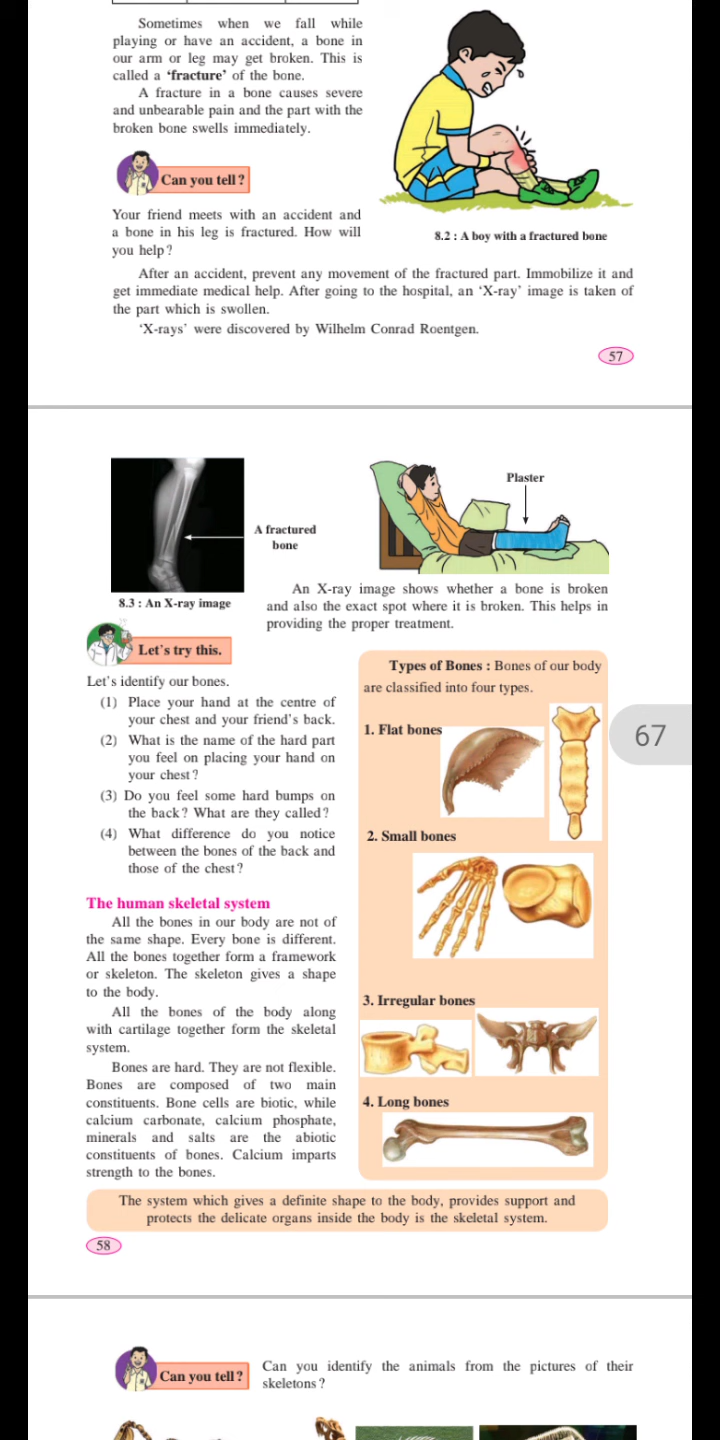 Sometimes when we fall while
playing or have an accident, a bone in
our arm or leg may get broken. This is
called a ‘fracture’ of the bone.
A fracture in a bone causes severe
and unbearable pain and the part with the
broken bone swells immediately.
Can you tell ?
Your friend meets with an accident and
a bone in his leg is fractured. How will
you help ?
8.2 : A boy with a fractured bone
After an accident, prevent any movement of the fractured part. Immobilize it and
get immediate medical help. After going to the hospital, an ‘X-ray’ image is taken of
the part which is swollen.
‘X-rays’ were discovered by Wilhelm Conrad Roentgen.
57
A fractured
bone
8.3 : An X-ray image
Plaster
An X-ray image shows whether a bone is broken
and also the exact spot where it is broken. This helps in
providing the proper treatment.
Let’s try this.
Let’s identify our bones.
(1) Place your hand at the centre of
your chest and your friend’s back.
(2) What is the name of the hard part
you feel on placing your hand on
your chest ?
(3) Do you feel some hard bumps on
the back ? What are they called ?
(4) What difference do you notice
between the bones of the back and
those of the chest ?
The human skeletal system
All the bones in our body are not of
the same shape. Every bone is different.
All the bones together form a framework
or skeleton. The skeleton gives a shape
to the body.
All the bones of the body along
with cartilage together form the skeletal
system.
Bones are hard. They are not flexible.
Bones are composed of two main
constituents. Bone cells are biotic, while
calcium carbonate, calcium phosphate,
minerals and salts are the abiotic
constituents of bones. Calcium imparts
strength to the bones.
Types of Bones : Bones of our body
are classified into four types.
1. Flat bones
2. Small bones
3. Irregular bones
4. Long bones
67
The system which gives a definite shape to the body, provides support and
protects the delicate organs inside the body is the skeletal system.
58
Can you tell ?
Can you identify the animals from the pictures of their
skeletons ?